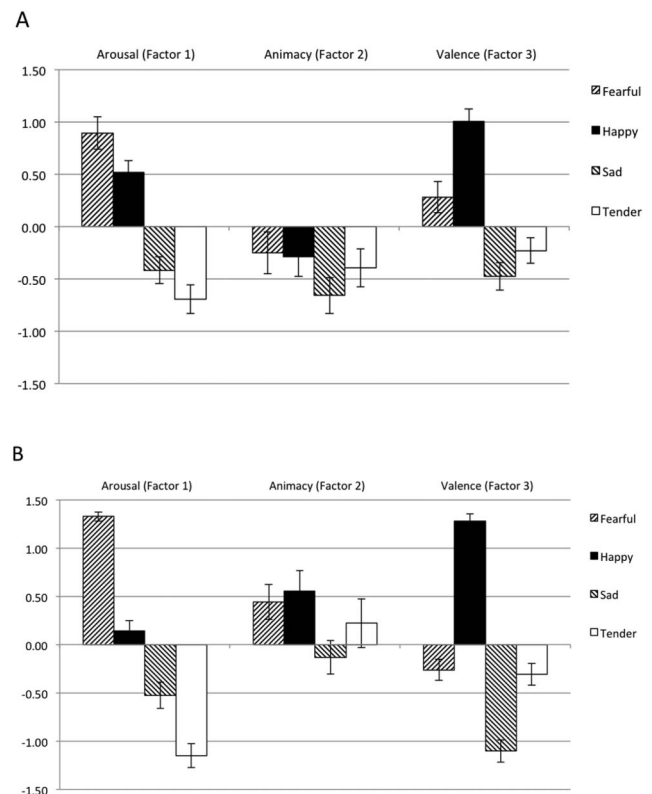 A
Arousal (Factor 1) Animacy (Factor 2) Valence (Factor 3)
1.50
1.00
0.50
0.00
-0.50
-1.00
-1.50
Fearful
Happy
Sad
Tender
B
Arousal (Factor 1) Animacy (Factor 2) Valence (Factor 3)
1.50
1.00
0.50
0.00
-0.50
-1.00
-1.50
Fearful
Happy
Sad
Tender